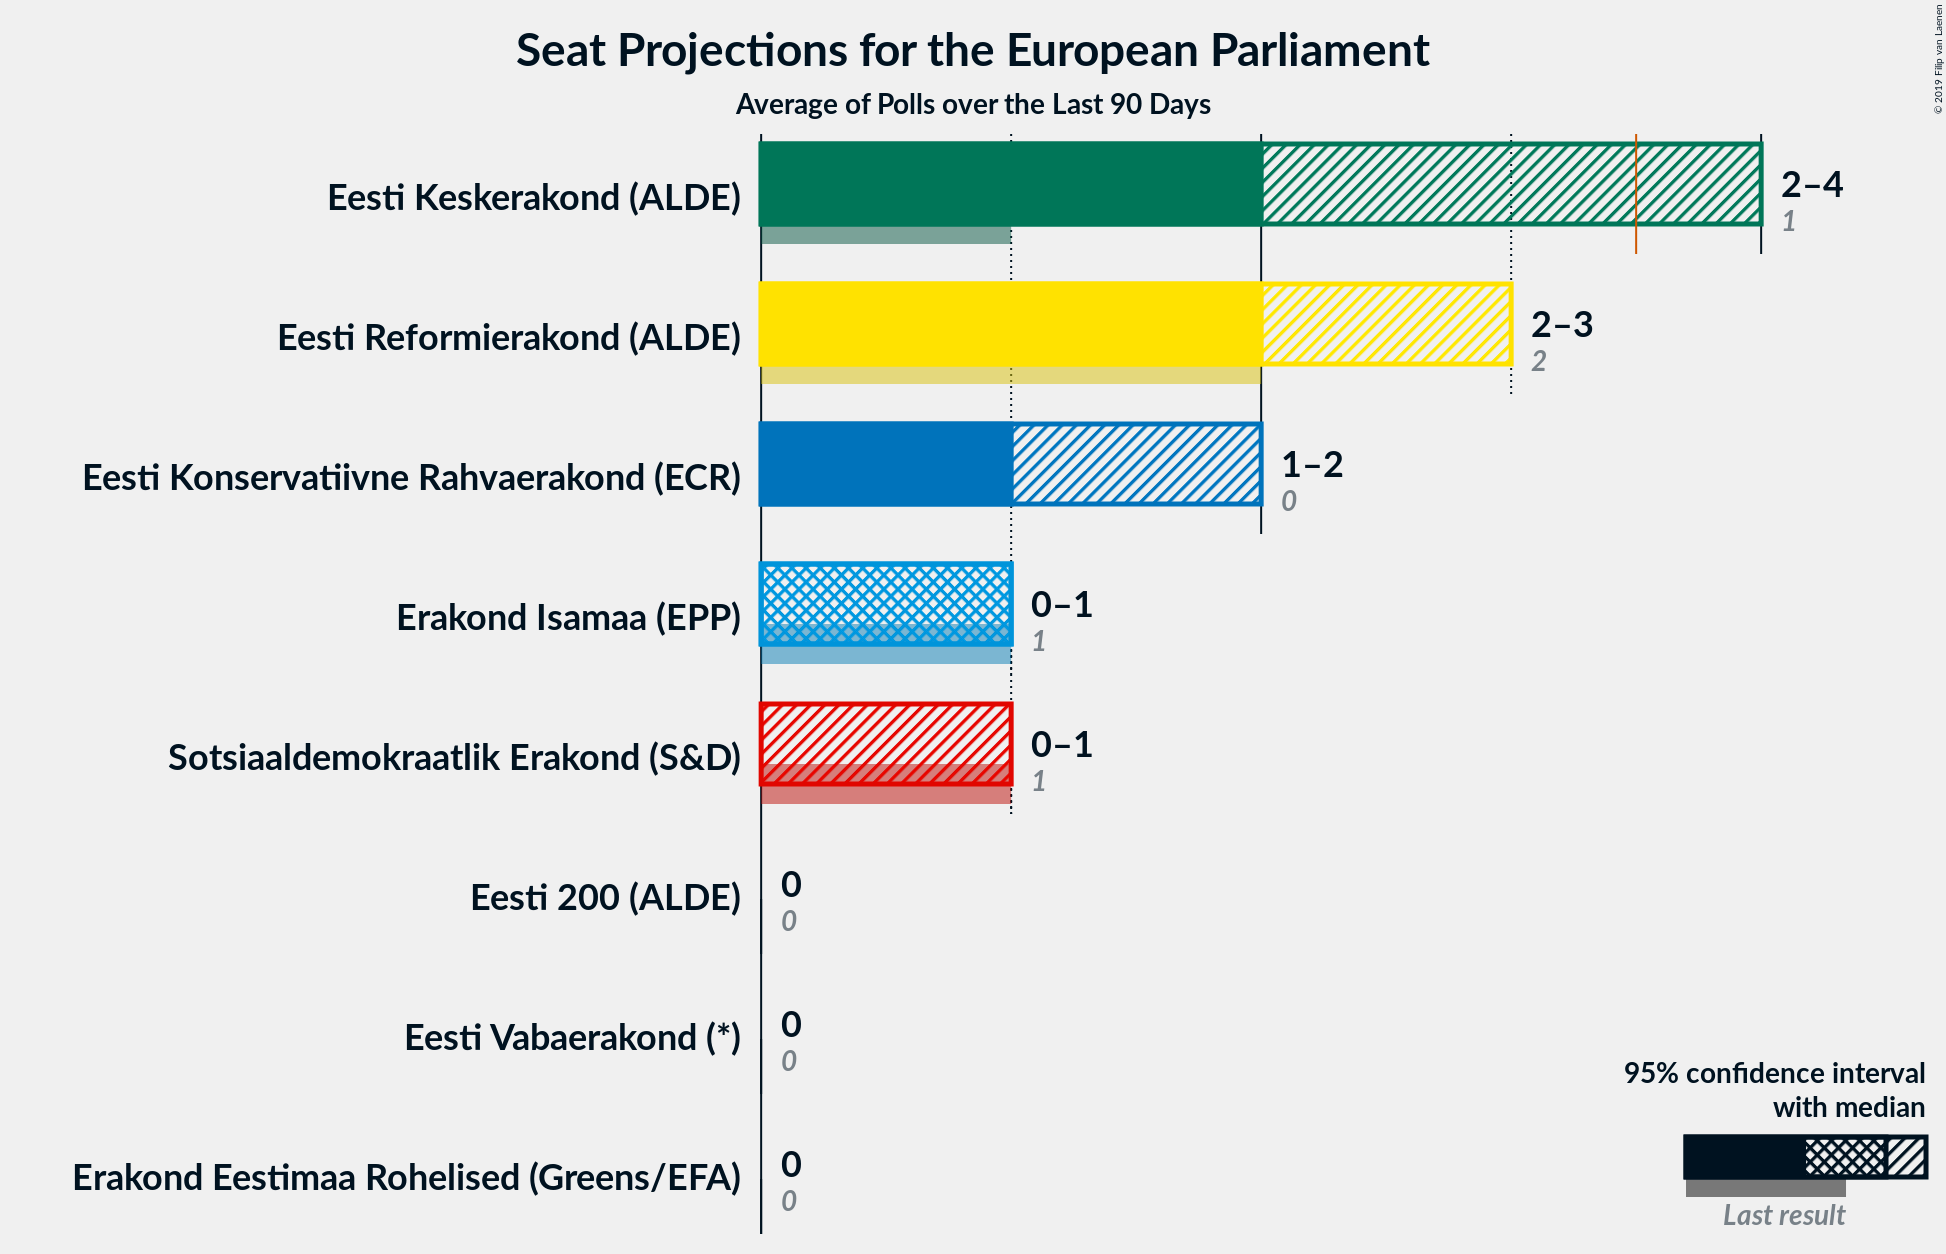 Seat Projections for the European Parliament
Average of Polls over the Last 90 Days
© 2019 Filip van Laenen
Eesti Keskerakond (ALDE)
2–4
1
Eesti Reformierakond (ALDE)
2–3
2
Eesti Konservatiivne Rahvaerakond (ECR)
1–2
0
Erakond Isamaa (EPP)
0–1
1
Sotsiaaldemokraatlik Erakond (S&D)
0–1
1
Eesti 200 (ALDE)
0
0
Eesti Vabaerakond (*)
0
0
Erakond Eestimaa Rohelised (Greens/EFA)
0
0
95% confidence interval
with median
Last result